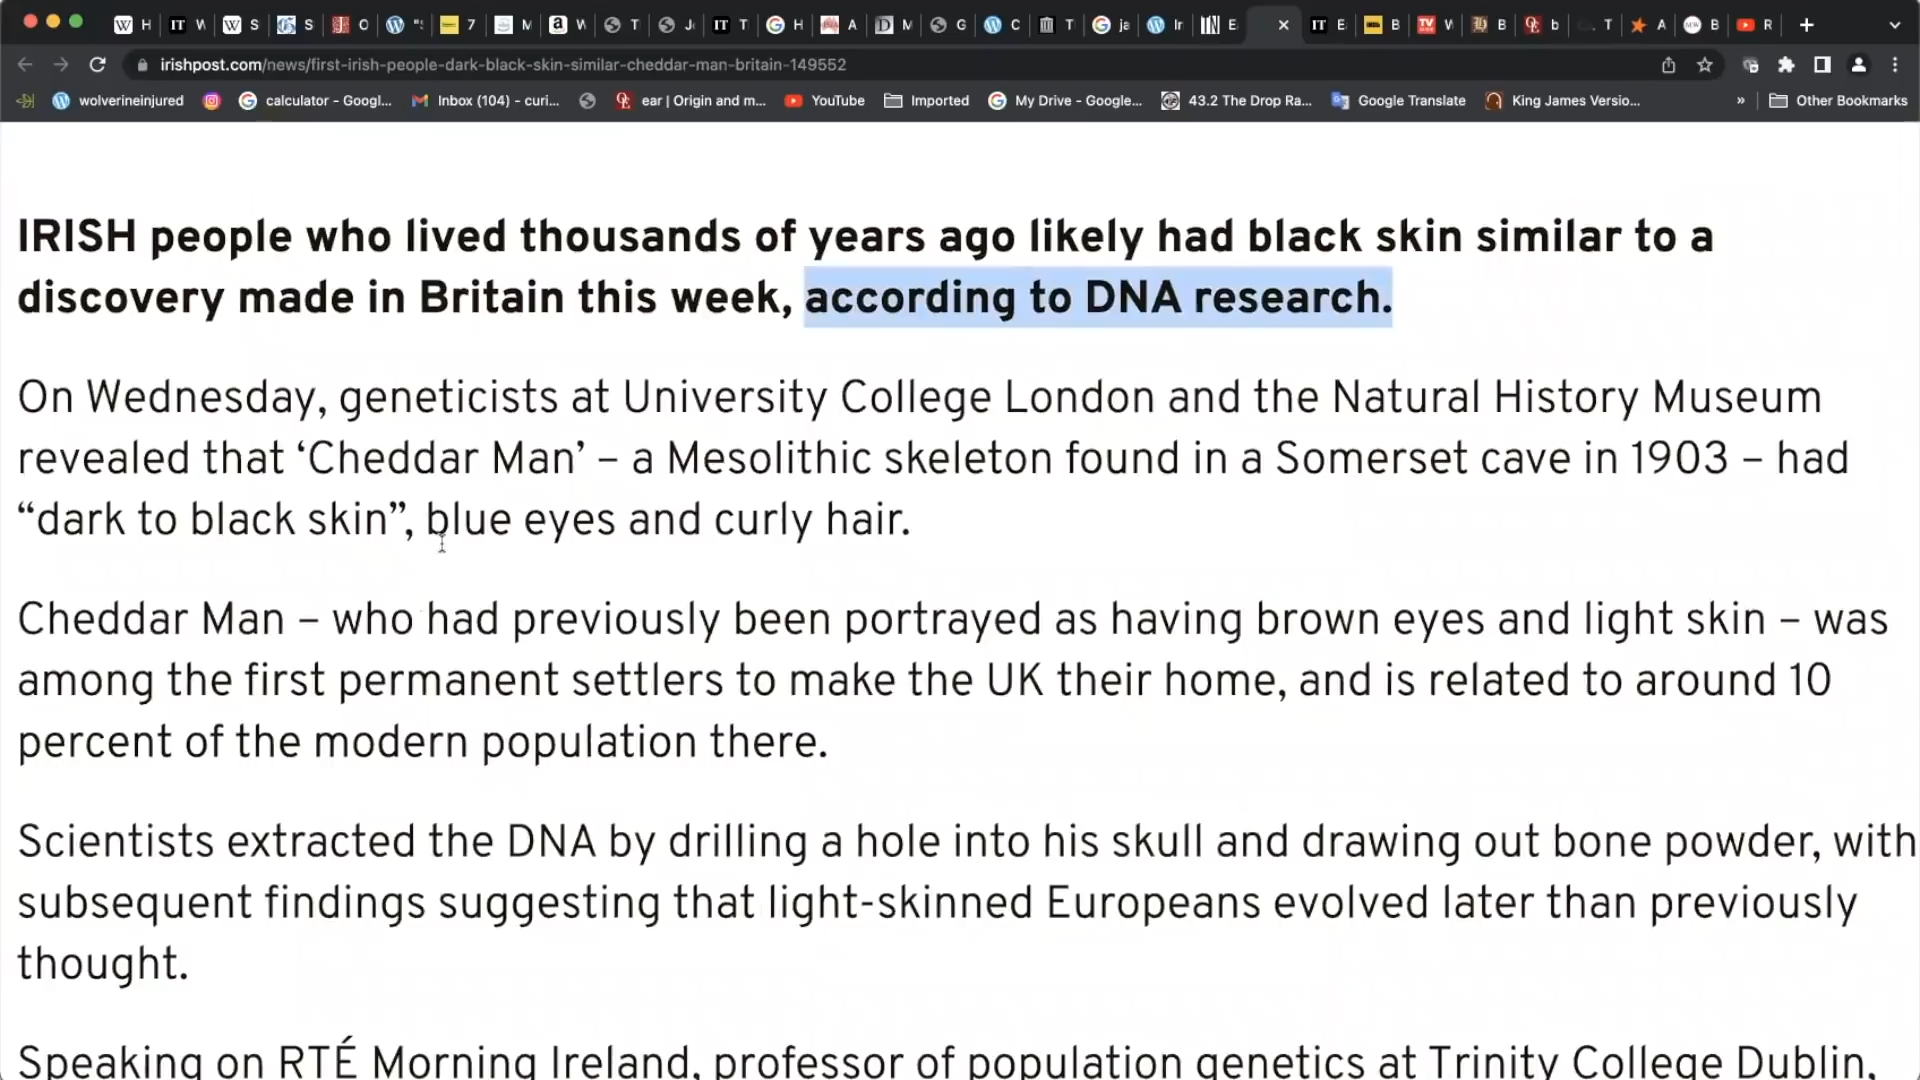 H
W
S
S
O
"S
7
M
W
T
J
T
H
A
M
G
C
T
ja
Ir
E
E
B
V
B
b
T
A
B
R
irishpost.com/news/first-irish-people-dark-black-skin-similar-cheddar-man-britain-149552
wolverineinjured
calculator - Googl...
Inbox (104) - curi...
ear | Origin and m...
YouTube
Imported
My Drive - Google...
43.2 The Drop Ra...
Google Translate
King James Versio...
»
Other Bookmarks
IRISH people who lived thousands of years ago likely had black skin similar to a
discovery made in Britain this week, according to DNA research.
On Wednesday, geneticists at University College London and the Natural History Museum
revealed that ‘Cheddar Man’ – a Mesolithic skeleton found in a Somerset cave in 1903 – had
“dark to black skin”, blue eyes and curly hair.
Cheddar Man – who had previously been portrayed as having brown eyes and light skin – was
among the first permanent settlers to make the UK their home, and is related to around 10
percent of the modern population there.
Scientists extracted the DNA by drilling a hole into his skull and drawing out bone powder, with
subsequent findings suggesting that light-skinned Europeans evolved later than previously
thought.
Speaking on RTÉ Morning Ireland, professor of population genetics at Trinity College Dublin,